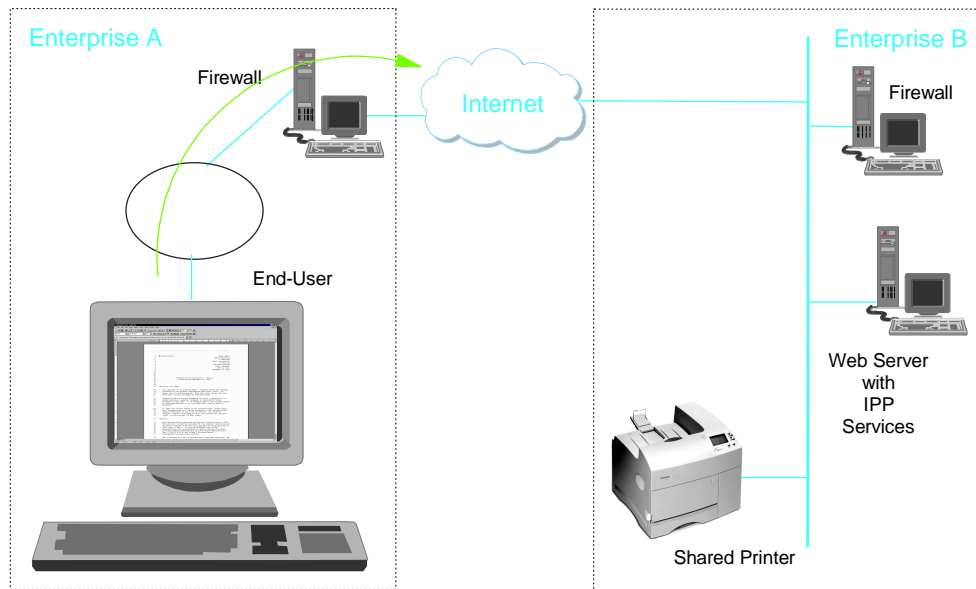 Enterprise A
Firewall
Internet
End-User
Enterprise B
Firewall
Web Server
with
IPP
Services
Shared Printer